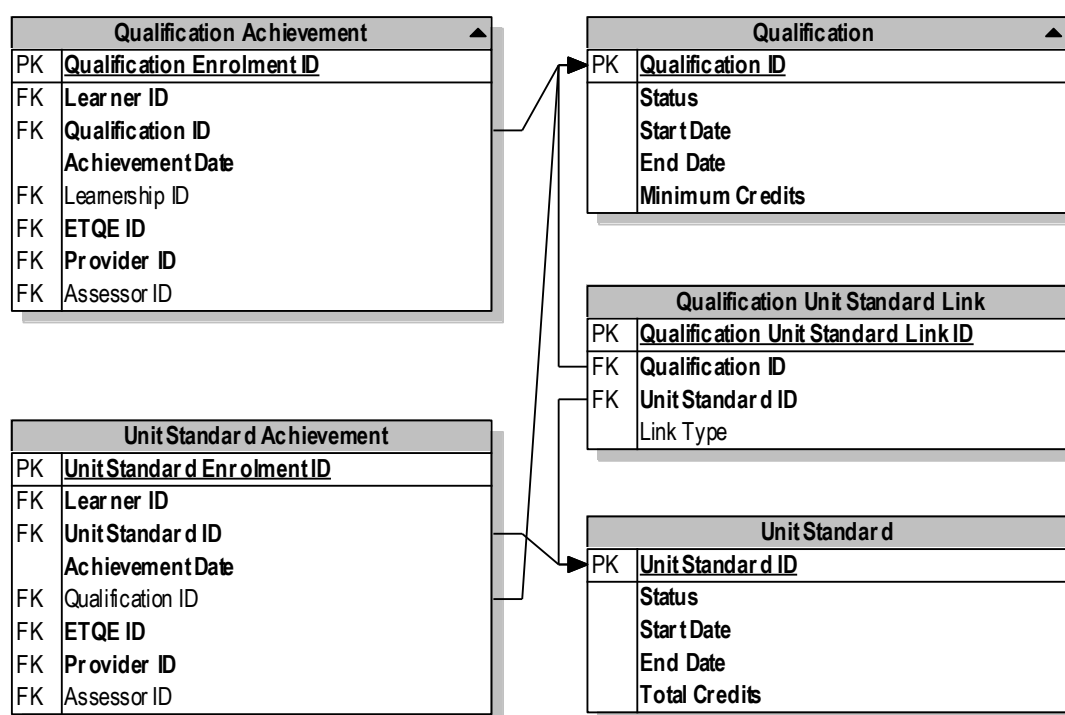 Qualification Achievement
PK Qualification Enrolment ID
FK Learner ID
FK Qualification ID
Achievement Date
FK Learnership ID
FK ETQE ID
FK Provider ID
FK Assessor ID
Qualification
PK Qualification ID
Status
Start Date
End Date
Minimum Credits
Qualification Unit Standard Link
PK Qualification Unit Standard Link ID
FK Qualification ID
FK Unit Standard ID
Link Type
Unit Standard Achievement
PK Unit Standard Enrolment ID
FK Learner ID
FK Unit Standard ID
Achievement Date
FK Qualification ID
FK ETQE ID
FK Provider ID
FK Assessor ID
Unit Standard
PK Unit Standard ID
Status
Start Date
End Date
Total Credits